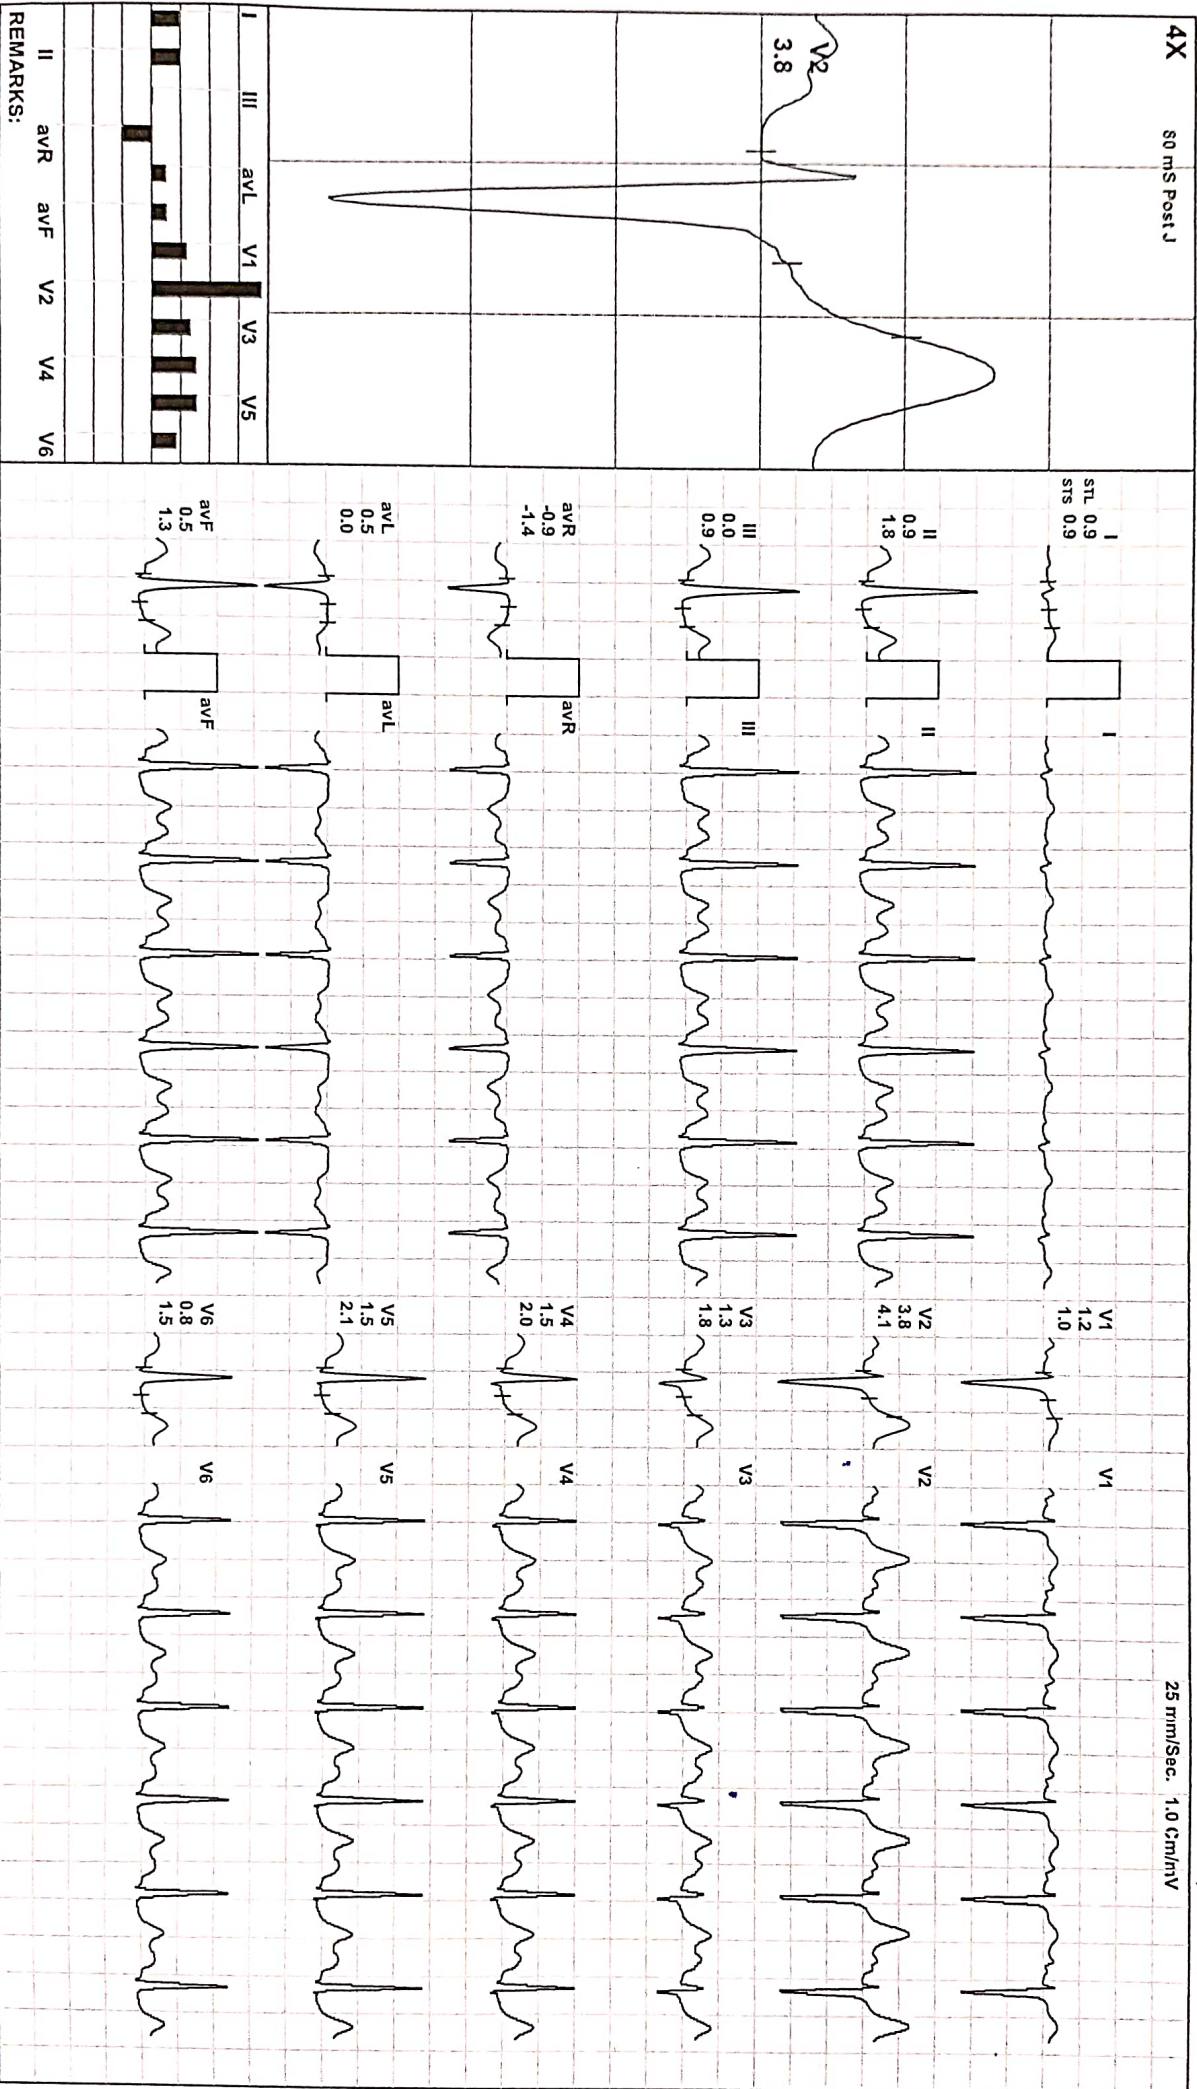 4X
80 mS Post J
25 mm/Sec. 1.0 Cm/mV
V2
3.8
I
STL 0.9
STS 0.9
I
V1
1.2
1.0
V1
II
0.9
1.8
II
V2
3.8
4.1
V2
III
0.0
0.9
III
V3
1.3
1.8
V3
avR
-0.9
-1.4
avR
V4
1.5
2.0
V4
avL
0.5
0.0
avL
V5
1.5
2.1
V5
avF
0.5
1.3
avF
V6
0.8
1.5
V6
I III avL V1 V3 V5
II avR avF V2 V4 V6
REMARKS: